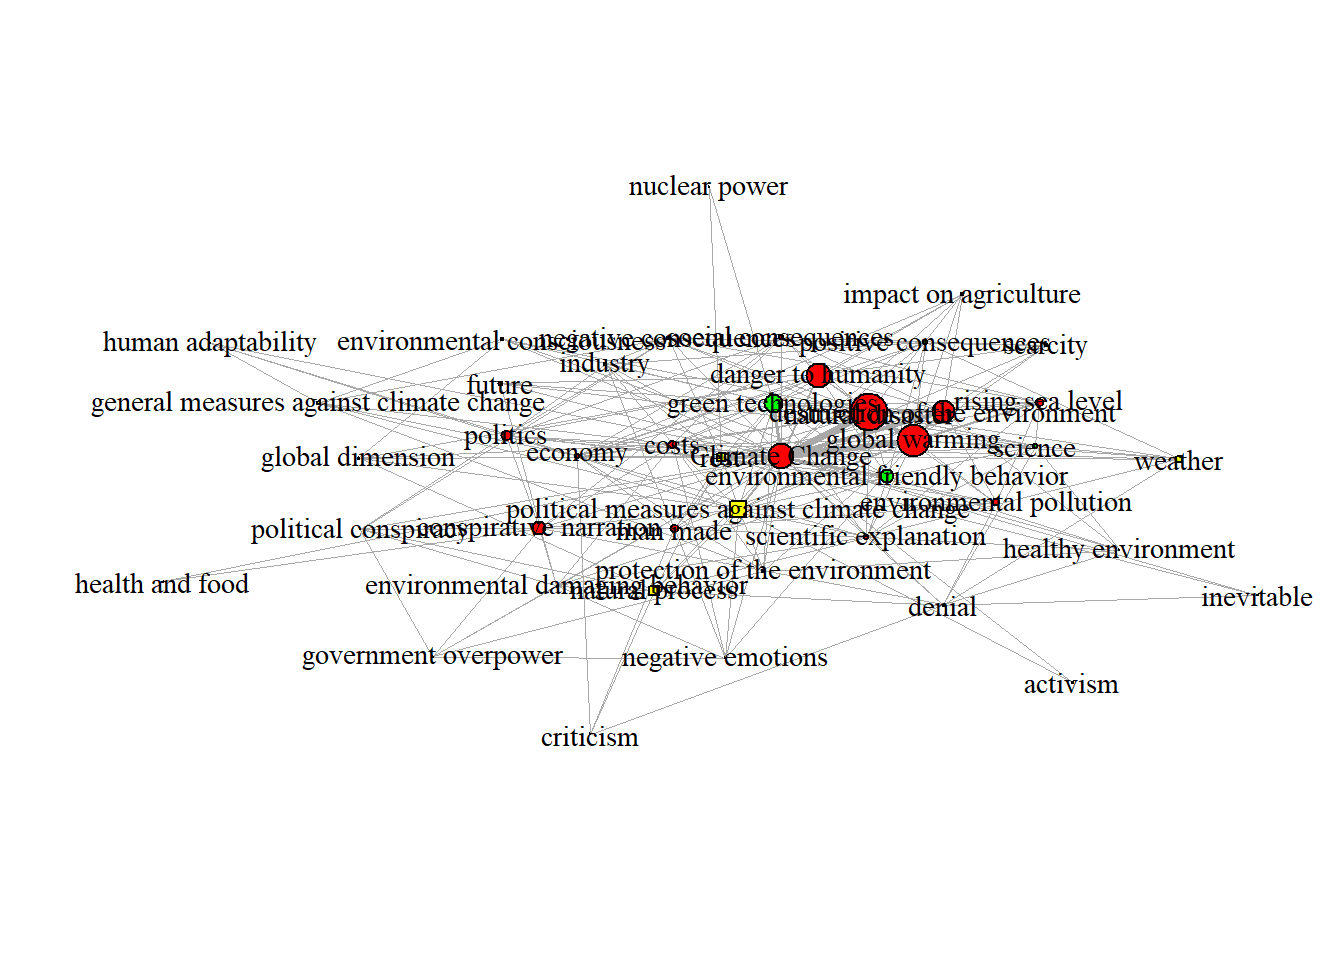 nuclear power
impact on agriculture
human adaptability
environmental consciousness
negative consequences
social consequences
positive consequences
scarcity
industry
danger to humanity
future
general measures against climate change
green technologies
rising sea level
natural disaster
destruction of the environment
politics
costs
global warming
science
economy
global dimension
rest
Climate Change
weather
environmental friendly behavior
environmental pollution
political measures against climate change
political conspiracy
conspirative narration
man made
scientific explanation
healthy environment
protection of the environment
health and food
environmental damaging behavior
natural process
inevitable
denial
government overpower
negative emotions
activism
criticism